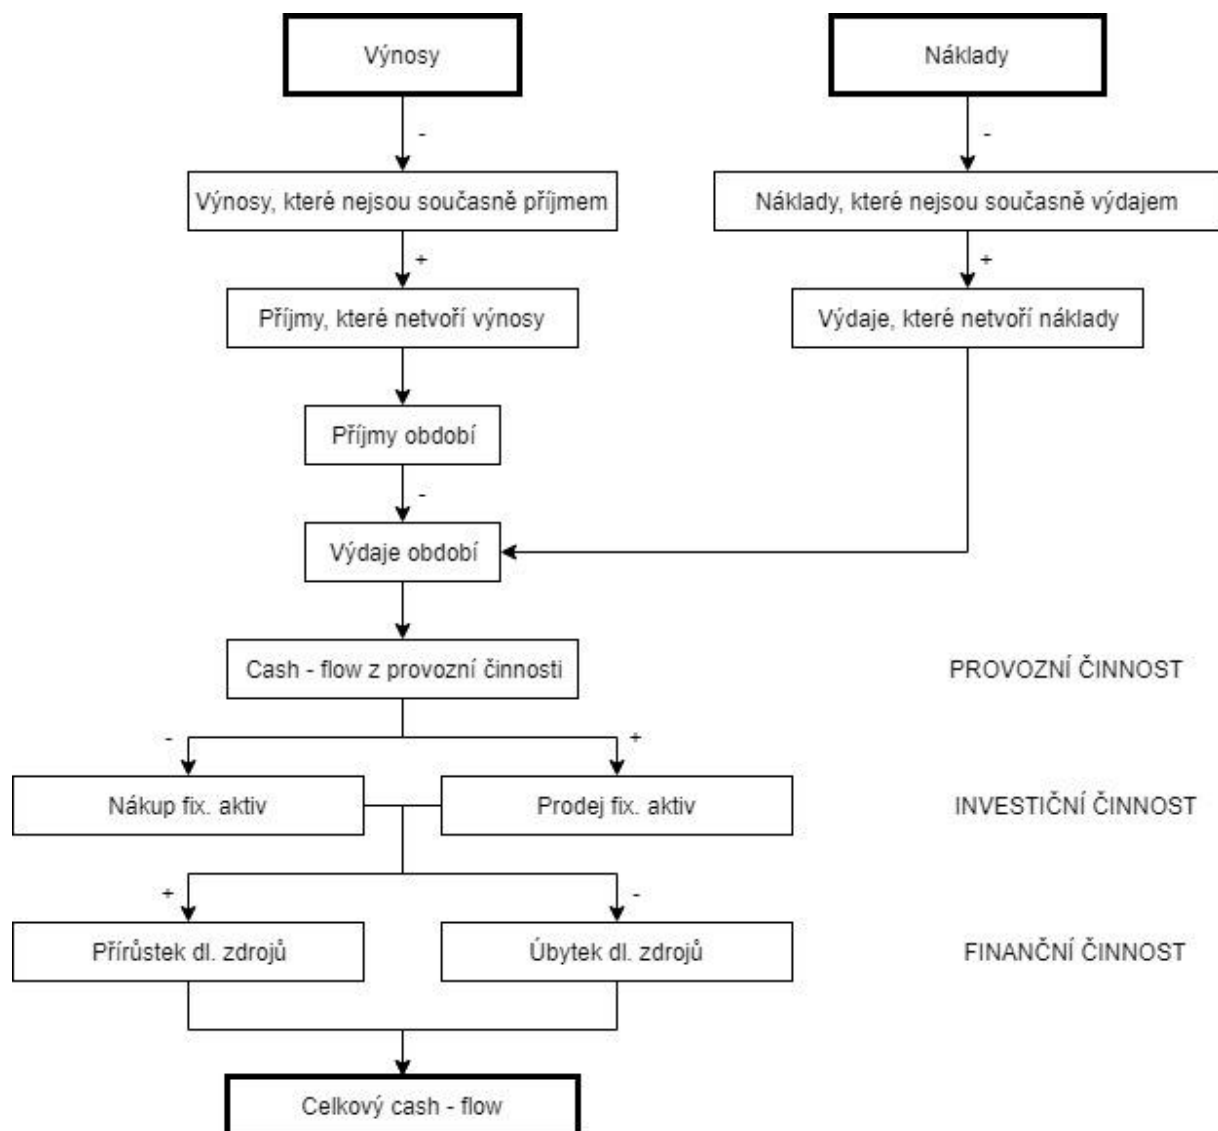 Výnosy
Náklady
-
-
Výnosy, které nejsou současně příjmem
Náklady, které nejsou současně výdajem
+
+
Příjmy, které netvoří výnosy
Výdaje, které netvoří náklady
Příjmy období
-
Výdaje období
Cash - flow z provozní činnosti
PROVOZNÍ ČINNOST
-
+
Nákup fix. aktiv
Prodej fix. aktiv
INVESTIČNÍ ČINNOST
+
-
Přírůstek dl. zdrojů
Úbytek dl. zdrojů
FINANČNÍ ČINNOST
Celkový cash - flow